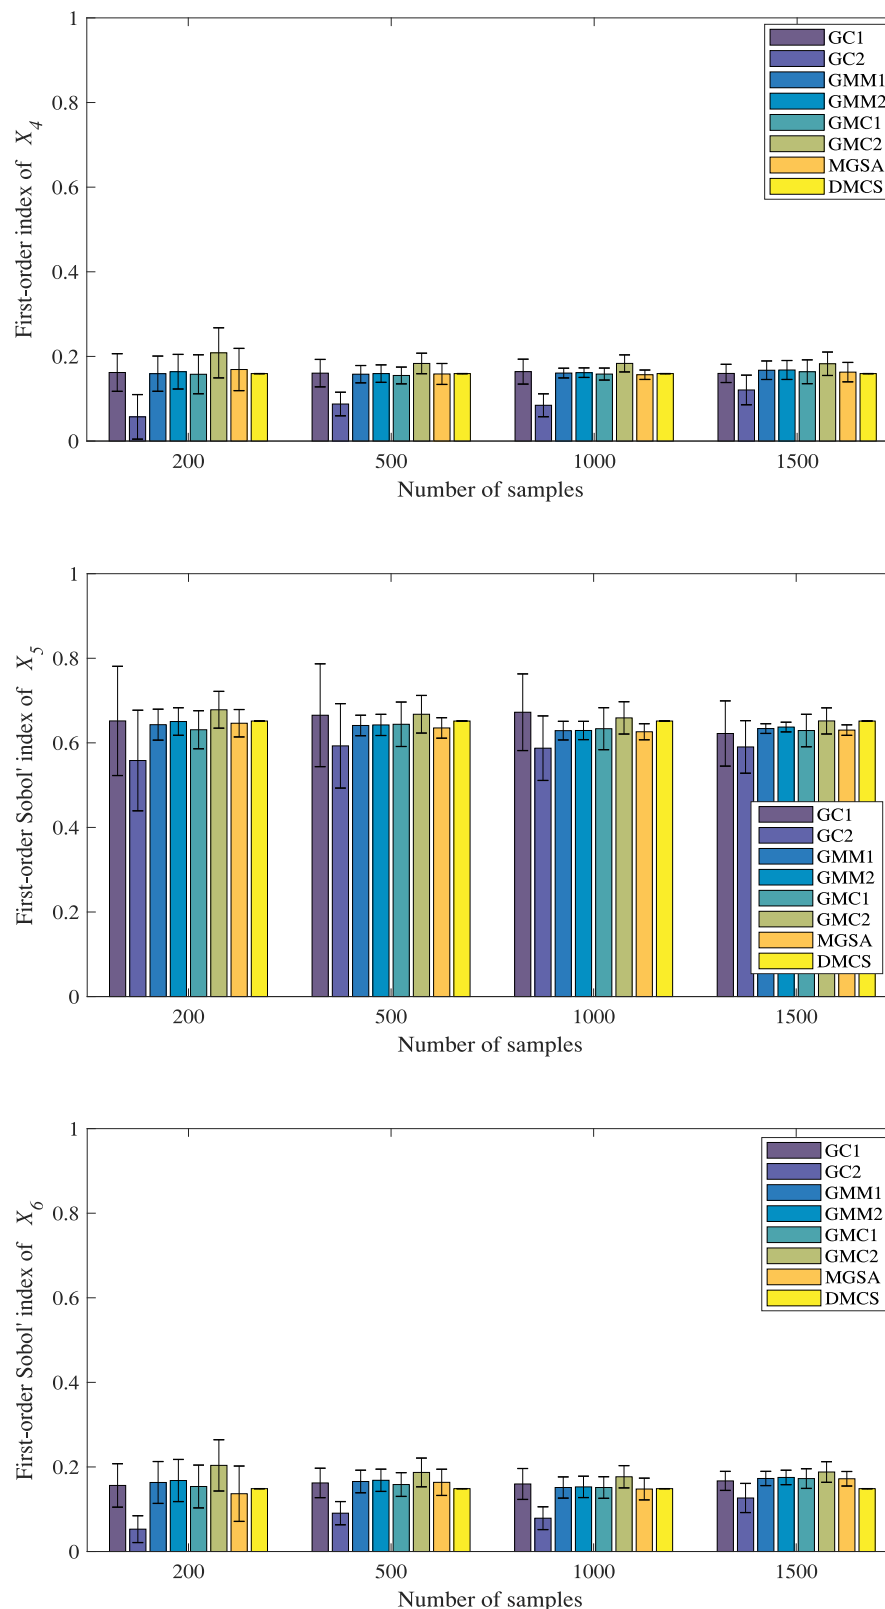 1
0.8
0.6
0.4
0.2
0
First-order index of X_4
200
500
1000
1500
Number of samples
GC1
GC2
GMM1
GMM2
GMC1
GMC2
MGSA
DMCS
1
0.8
0.6
0.4
0.2
0
First-order Sobol' index of X_5
200
500
1000
1500
Number of samples
GC1
GC2
GMM1
GMM2
GMC1
GMC2
MGSA
DMCS
1
0.8
0.6
0.4
0.2
0
First-order Sobol' index of X_6
200
500
1000
1500
Number of samples
GC1
GC2
GMM1
GMM2
GMC1
GMC2
MGSA
DMCS